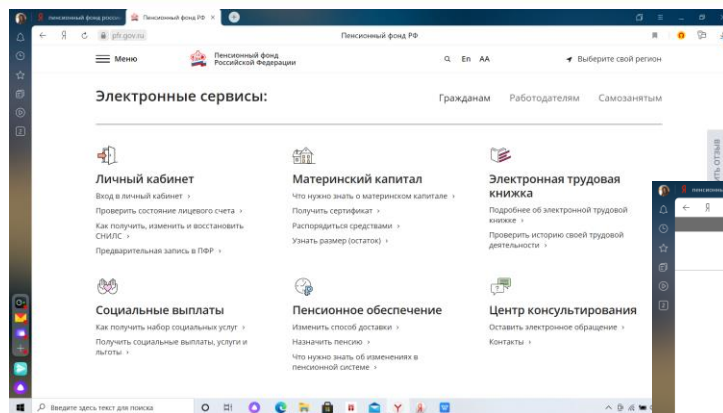 пенсионный фонд росси
Пенсионный фонд РФ
pfr.gov.ru
Пенсионный фонд РФ
Меню
Пенсионный фонд
Российской Федерации
En AA
Выберите свой регион
Электронные сервисы:
Гражданам Работодателям Самозанятым
Личный кабинет
Вход в личный кабинет ›
Проверить состояние лицевого счета ›
Как получить, изменить и восстановить
СНИЛС ›
Предварительная запись в ПФР ›
Материнский капитал
Что нужно знать о материнском капитале ›
Получить сертификат ›
Распорядиться средствами ›
Узнать размер (остаток) ›
Электронная трудовая
книжка
Подробнее об электронной трудовой
книжке ›
Проверить историю своей трудовой
деятельности ›
Социальные выплаты
Как получить набор социальных услуг ›
Получить социальные выплаты, услуги и
льготы ›
Пенсионное обеспечение
Изменить способ доставки ›
Назначить пенсию ›
Что нужно знать об изменениях в
пенсионной системе ›
Центр консультирования
Оставить электронное обращение ›
Контакты ›
ить отзыв
Введите здесь текст для поиска